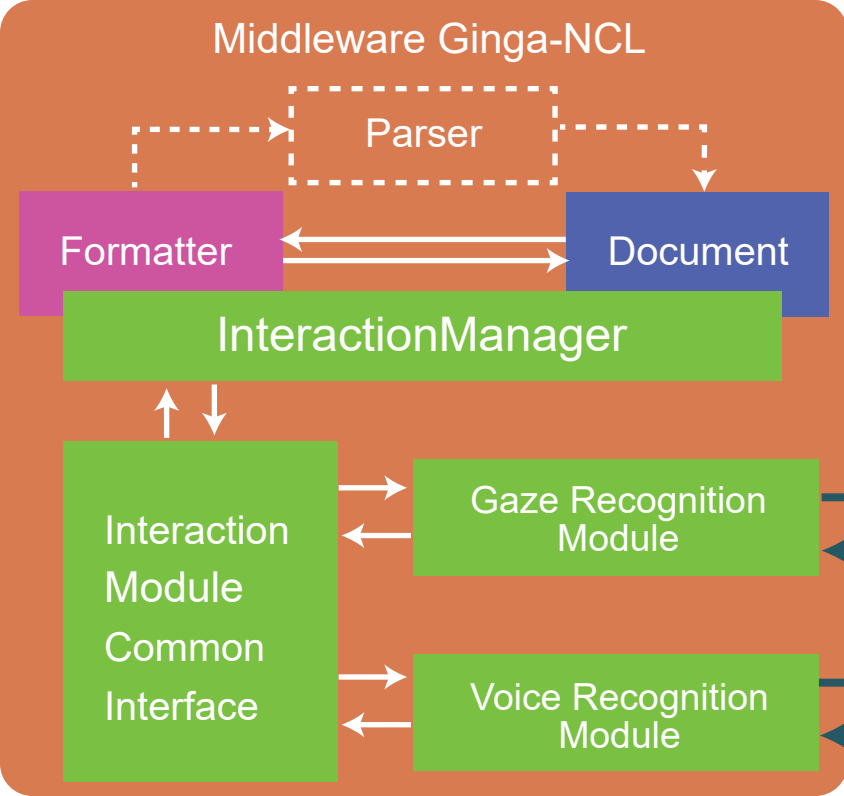 Middleware Ginga-NCL
Parser
Formatter
Document
InteractionManager
Interaction
Module
Common
Interface
Gaze Recognition
Module
Voice Recognition
Module